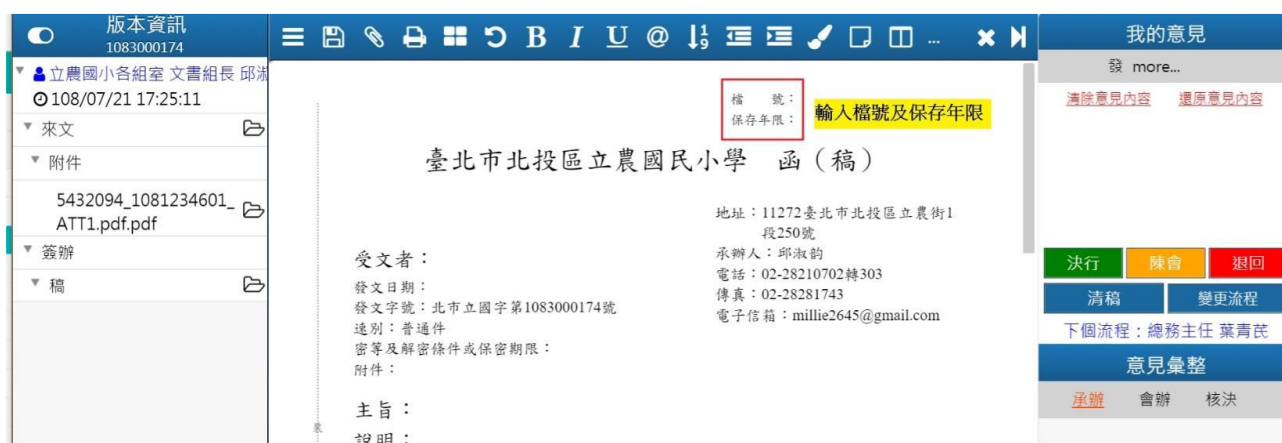 版本資訊
1083000174
立農國小各組室 文書組長 邱淑
108/07/21 17:25:11
來文
附件
5432094_1081234601_
ATT1.pdf.pdf
簽辦
稿
B I U @ ...
檔 號：
保存年限：
輸入檔號及保存年限
臺北市北投區立農國民小學 函（稿）
地址：11272臺北市北投區立農街1
段250號
承辦人：邱淑韵
電話：02-28210702轉303
傳真：02-28281743
電子信箱：millie2645@gmail.com
受文者：
發文日期：
發文字號：北市立國字第1083000174號
速別：普通件
密等及解密條件或保密期限：
附件：
主旨：
說明：
我的意見
發 more...
清除意見內容 還原意見內容
決行 陳會 退回
清稿 變更流程
下個流程：總務主任 葉青芪
意見彙整
承辦 會辦 核決